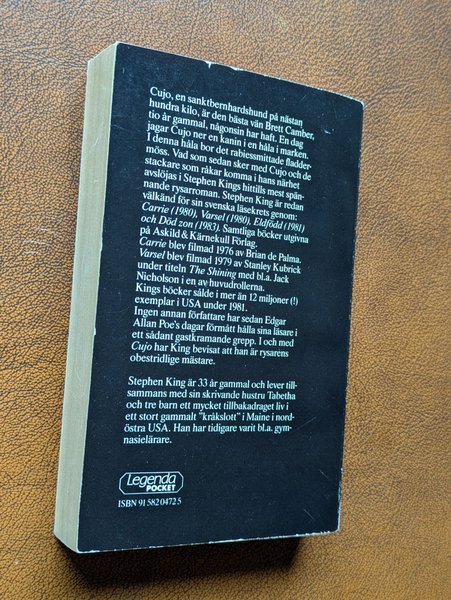 Cujo, en sanktbernhardshund på nästan
hundra kilo, är den bästa vän Brett Camber,
tio år gammal, någonsin har haft. En dag
jagar Cujo ner en kanin i en håla i marken.
I denna håla bor det rabiessmittade fladder-
möss. Vad som sedan sker med Cujo och de
stackare som råkar komma i hans närhet
avslöjas i Stephen Kings hittills mest spän-
nande rysarroman. Stephen King är redan
välkänd för sin svenska läsekrets genom:
Carrie (1980), Varsel (1980), Eldfödd (1981)
och Död zon (1983). Samtliga böcker utgivna
på Askild & Kärnekull Förlag.
Carrie blev filmad 1976 av Brian de Palma.
Varsel blev filmad 1979 av Stanley Kubrick
under titeln The Shining med bl.a. Jack
Nicholson i en av huvudrollerna.
Kings böcker sålde i mer än 12 miljoner (!)
exemplar i USA under 1981.
Ingen annan författare har sedan Edgar
Allan Poe's dagar förmått hålla sina läsare i
ett sådant gastkramande grepp. I och med
Cujo har King bevisat att han är rysarens
obestridlige mästare.
Stephen King är 33 år gammal och lever till-
sammans med sin skrivande hustru Tabetha
och tre barn ett mycket tillbakadraget liv i
ett stort gammalt "kråkslott" i Maine i nord-
östra USA. Han har tidigare varit bl.a. gym-
nasielärare.
Legenda
POCKET
ISBN 91 582 0472 5